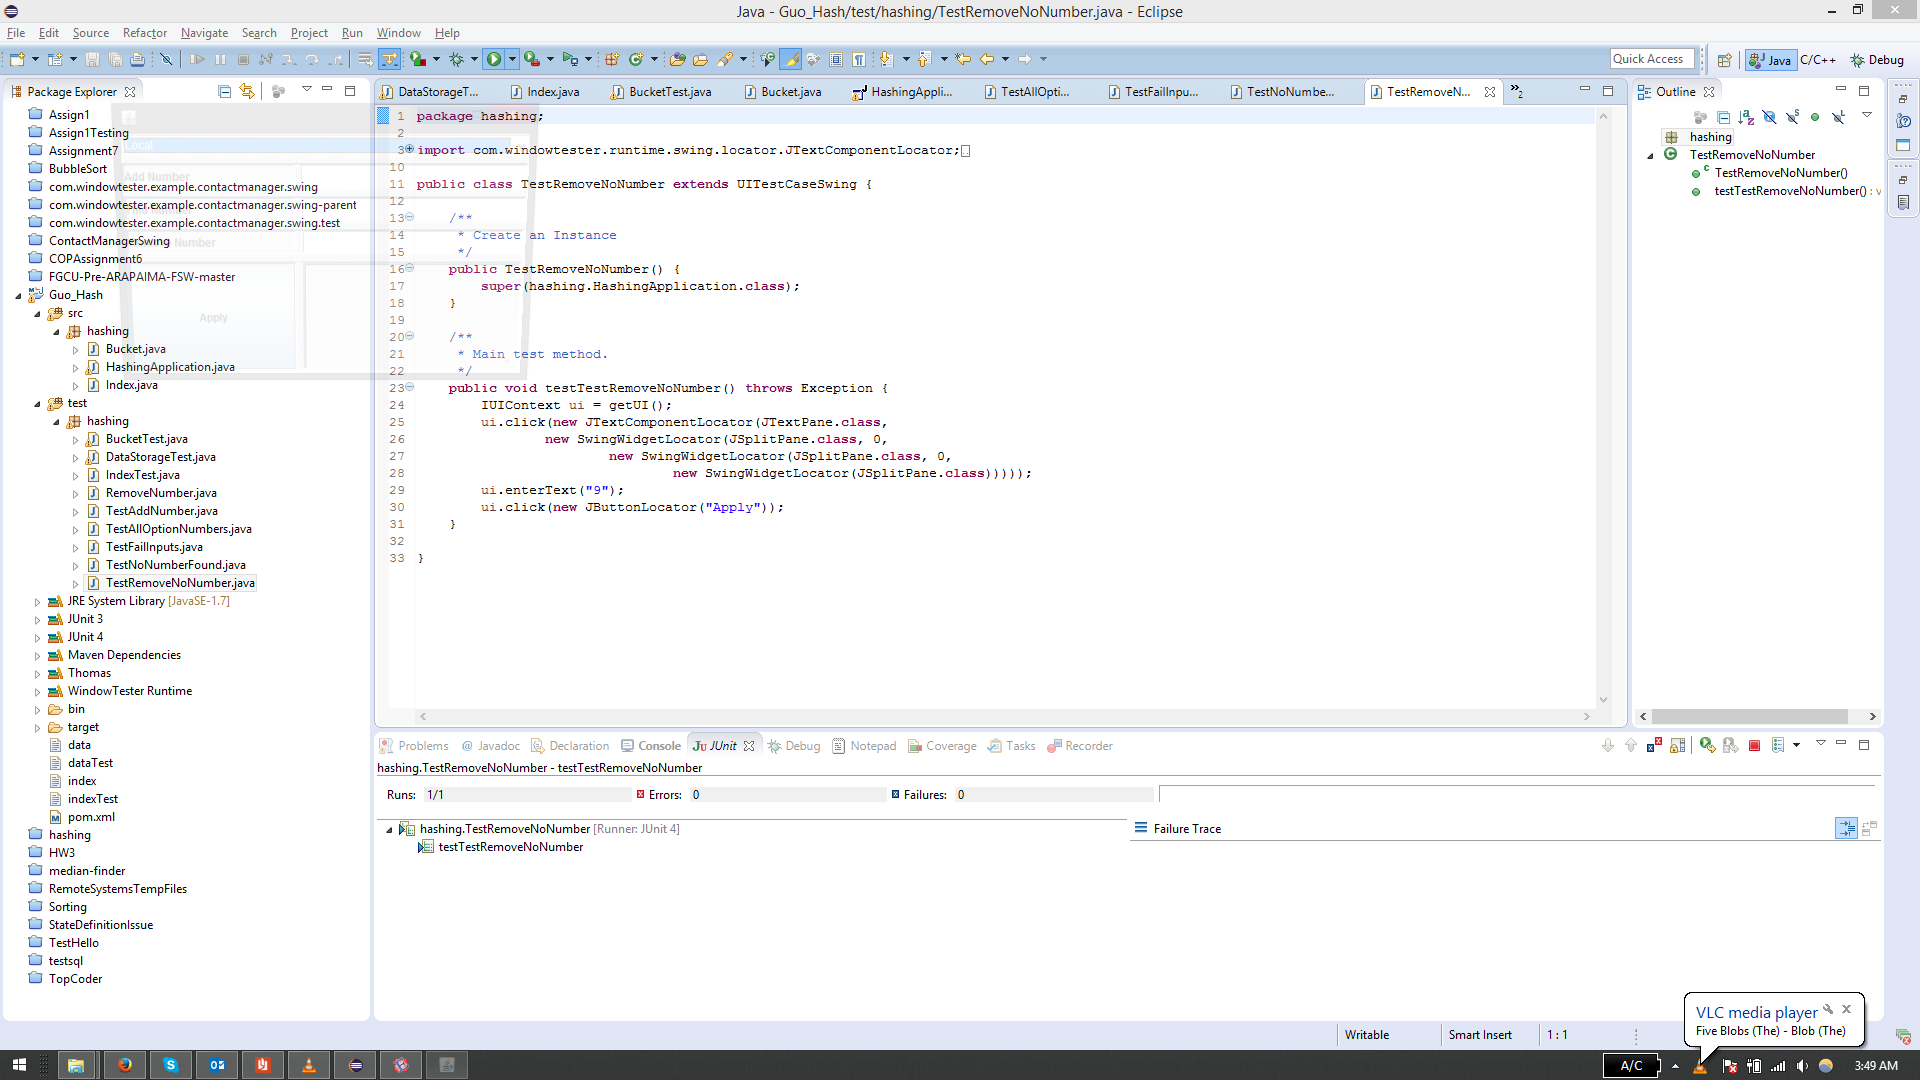 Java - Guo_Hash/test/hashing/TestRemoveNoNumber.java - Eclipse
File Edit Source Refactor Navigate Search Project Run Window Help
Quick Access
Java
C/C++
Debug
Package Explorer
Assign1
Assign1Testing
Assignment7
BubbleSort
com.windowtester.example.contactmanager.swing
com.windowtester.example.contactmanager.swing-parent
com.windowtester.example.contactmanager.swing.test
ContactManagerSwing
COPAssignment6
FGCU-Pre-ARAPAIMA-FSW-master
Guo_Hash
src
hashing
Bucket.java
HashingApplication.java
Index.java
test
hashing
BucketTest.java
DataStorageTest.java
IndexTest.java
RemoveNumber.java
TestAddNumber.java
TestAllOptionNumbers.java
TestFailInputs.java
TestNoNumberFound.java
TestRemoveNoNumber.java
JRE System Library [JavaSE-1.7]
JUnit 3
JUnit 4
Maven Dependencies
Thomas
WindowTester Runtime
bin
target
data
dataTest
index
indexTest
pom.xml
hashing
HW3
median-finder
RemoteSystemsTempFiles
Sorting
StateDefinitionIssue
TestHello
testsql
TopCoder
Local
Add Number
Number
Apply
DataStorageT... Index.java BucketTest.java Bucket.java HashingAppli... TestAllOpti... TestFailInpu... TestNoNumbe... TestRemoveN... »2
1 package hashing;
2
3 import com.windowtester.runtime.swing.locator.JTextComponentLocator;
10
11 public class TestRemoveNoNumber extends UITestCaseSwing {
12
13 /**
14 * Create an Instance
15 */
16 public TestRemoveNoNumber() {
17 super(hashing.HashingApplication.class);
18 }
19
20 /**
21 * Main test method.
22 */
23 public void testTestRemoveNoNumber() throws Exception {
24 IUIContext ui = getUI();
25 ui.click(new JTextComponentLocator(JTextPane.class,
26 new SwingWidgetLocator(JSplitPane.class, 0,
27 new SwingWidgetLocator(JSplitPane.class, 0,
28 new SwingWidgetLocator(JSplitPane.class)))));
29 ui.enterText("9");
30 ui.click(new JButtonLocator("Apply"));
31 }
32
33 }
Outline
hashing
TestRemoveNoNumber
TestRemoveNoNumber()
testTestRemoveNoNumber() : v
Problems @ Javadoc Declaration Console JUnit Debug Notepad Coverage Tasks Recorder
hashing.TestRemoveNoNumber - testTestRemoveNoNumber
Runs: 1/1 Errors: 0 Failures: 0
hashing.TestRemoveNoNumber [Runner: JUnit 4]
testTestRemoveNoNumber
Failure Trace
Writable Smart Insert 1 : 1
VLC media player
Five Blobs (The) - Blob (The)
A/C
3:49 AM